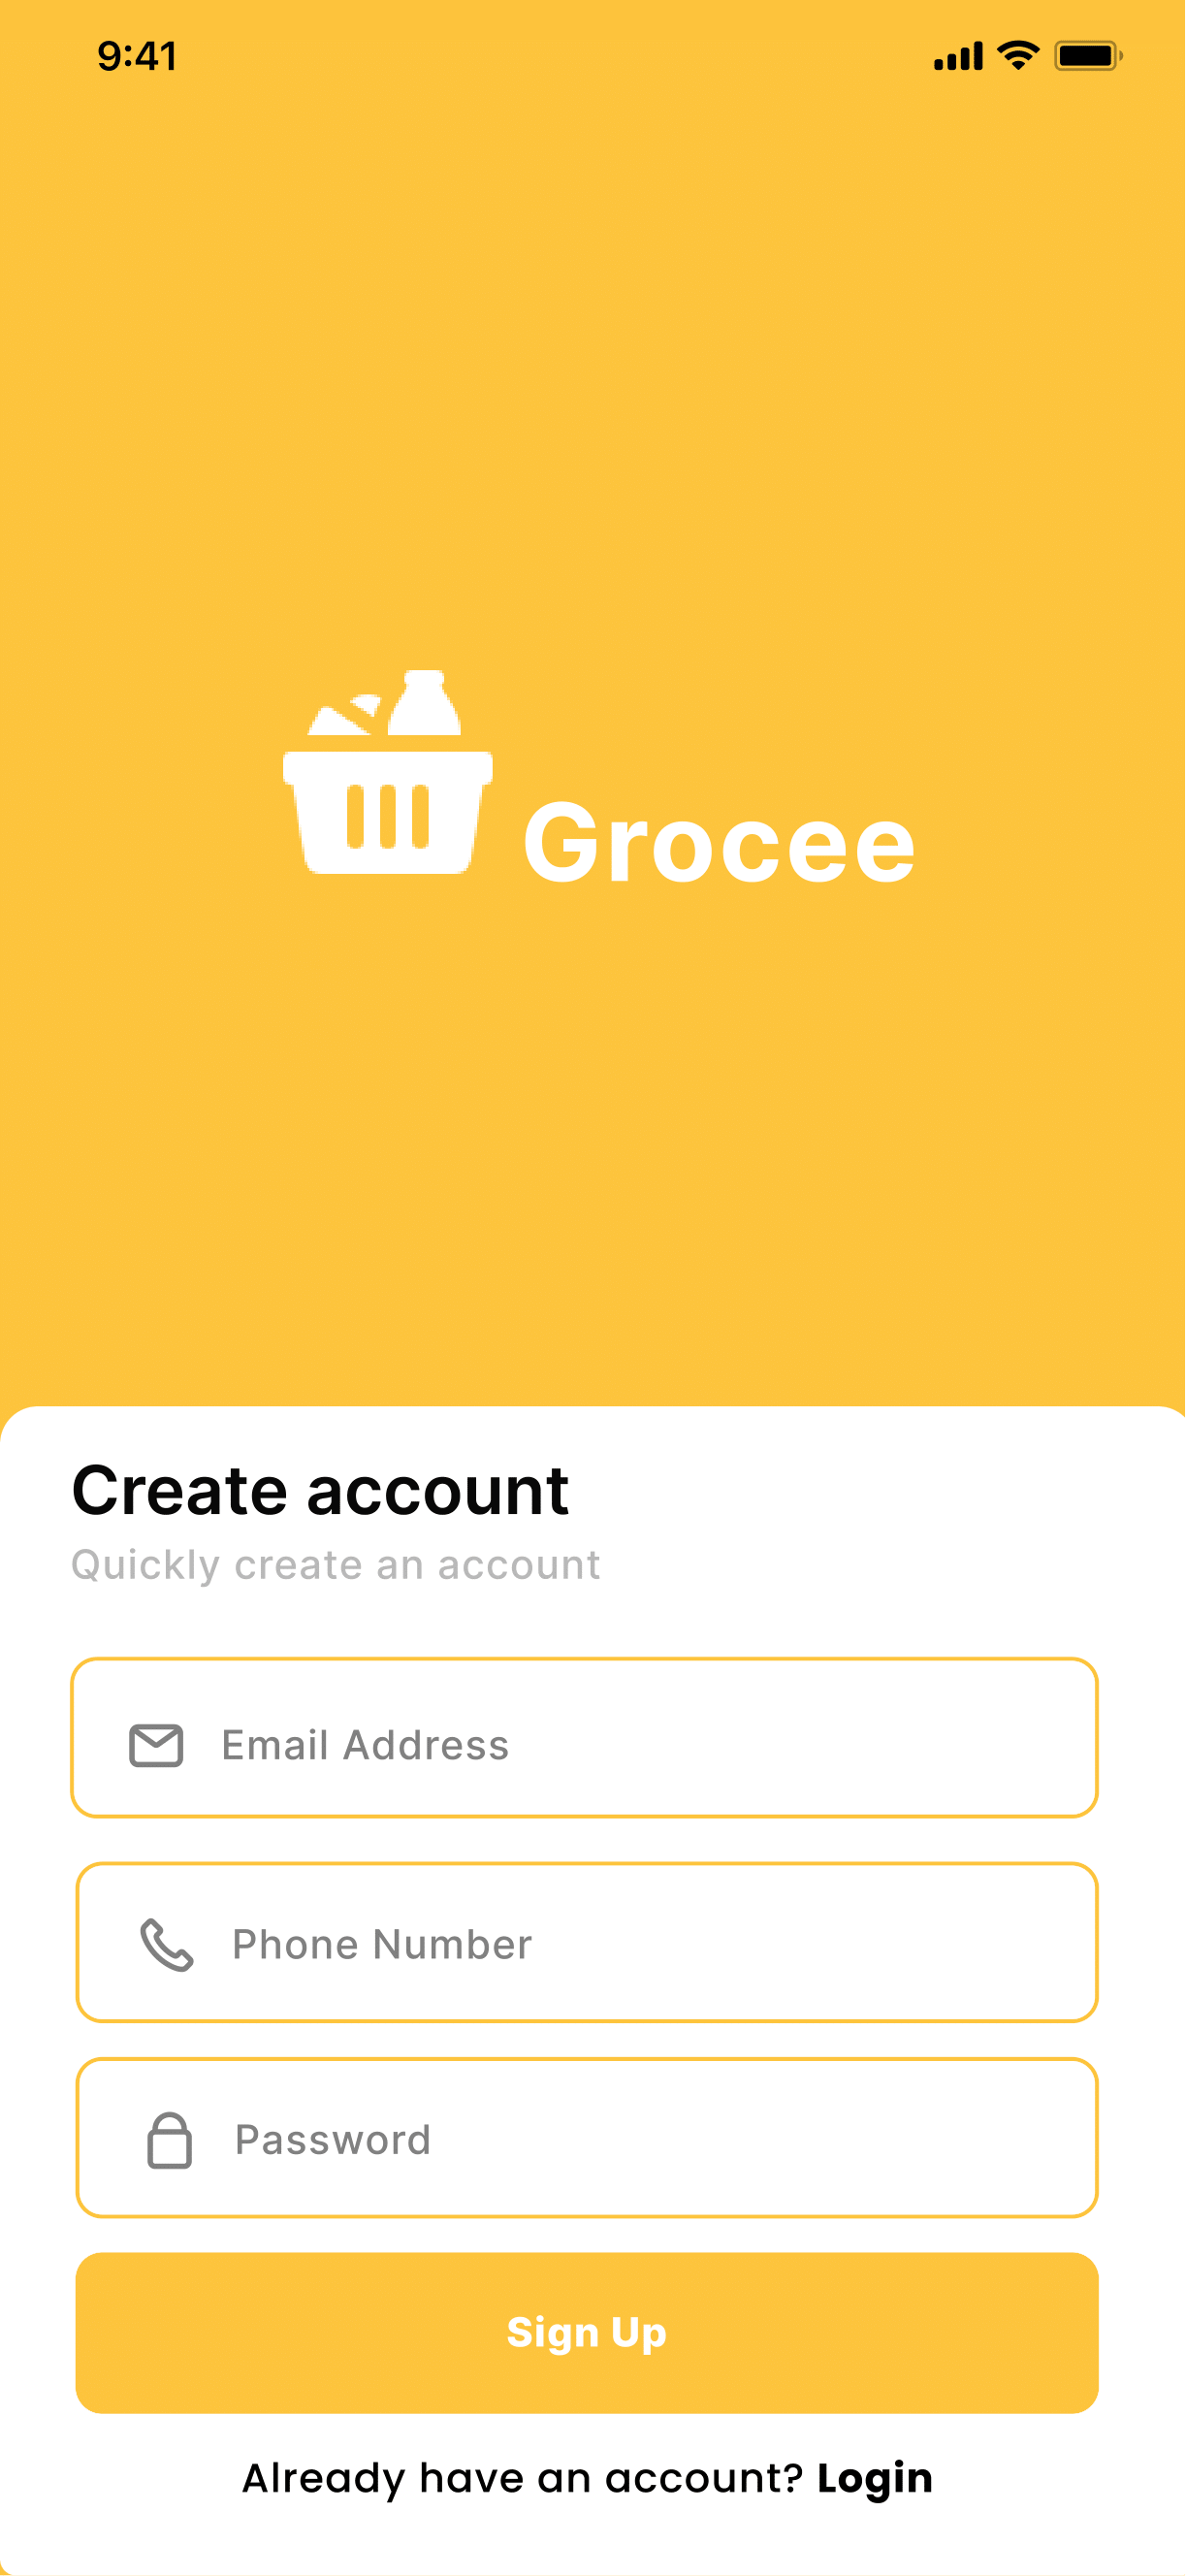 9:41
Grocee
Create account
Quickly create an account
Email Address
Phone Number
Password
Sign Up
Already have an account? Login